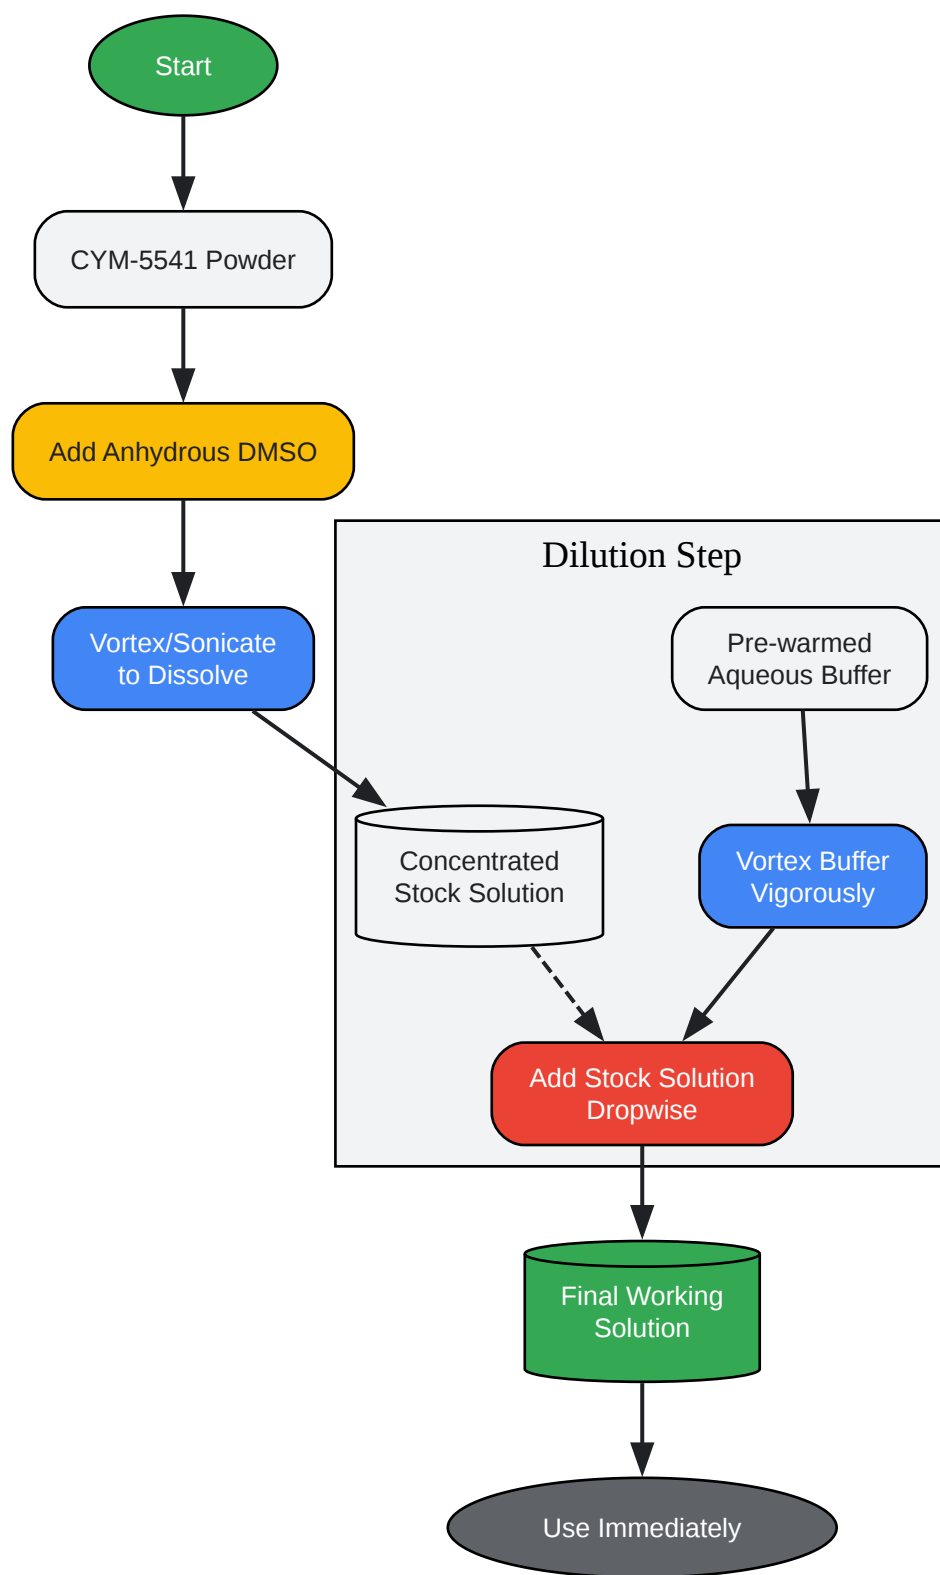 Start
CYM-5541 Powder
Add Anhydrous DMSO
Vortex/Sonicate
to Dissolve
Dilution Step
Pre-warmed
Aqueous Buffer
Concentrated
Stock Solution
Vortex Buffer
Vigorously
Add Stock Solution
Dropwise
Final Working
Solution
Use Immediately